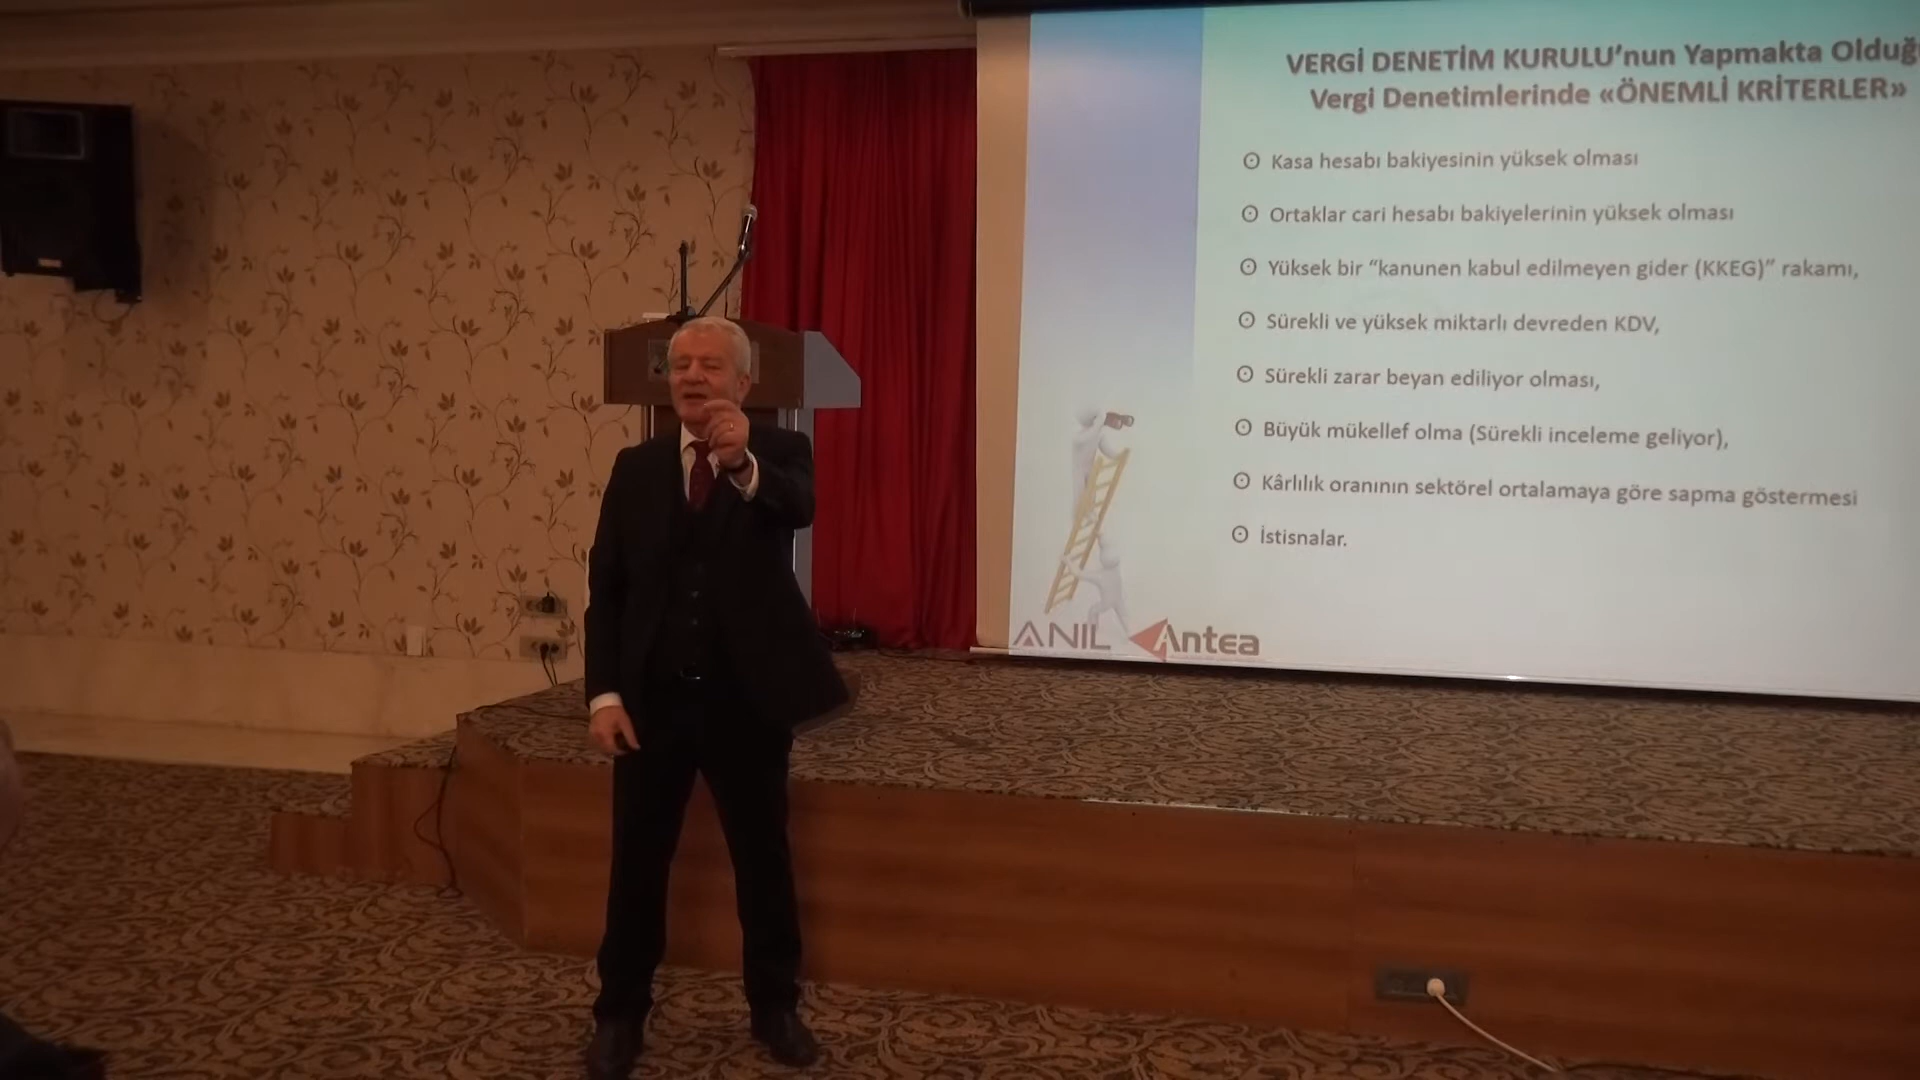 VERGİ DENETİM KURULU’nun Yapmakta Olduğ
Vergi Denetimlerinde «ÖNEMLİ KRİTERLER»
Kasa hesabı bakiyesinin yüksek olması
Ortaklar cari hesabı bakiyelerinin yüksek olması
Yüksek bir “kanunen kabul edilmeyen gider (KKEG)” rakamı,
Sürekli ve yüksek miktarlı devreden KDV,
Sürekli zarar beyan ediliyor olması,
Büyük mükellef olma (Sürekli inceleme geliyor),
Kârlılık oranının sektörel ortalamaya göre sapma göstermesi
İstisnalar.
ANIL Antea